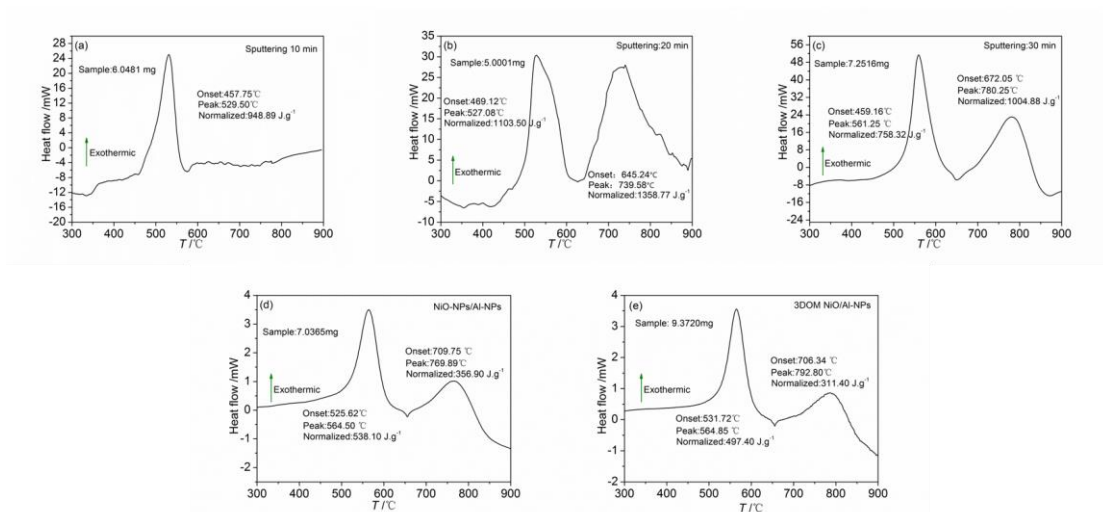 (a)
Sputtering 10 min
Sample:6.0481 mg
Onset:457.75℃
Peak:529.50℃
Normalized:948.89 J.g-1
Exothermic
Heat flow /mW
28
24
20
16
12
8
4
0
-4
-8
-12
-16
-20
300 400 500 600 700 800 900
T /℃
(b)
Sputtering:20 min
Sample:5.0001mg
Onset:469.12℃
Peak:527.08℃
Normalized:1103.50 J.g-1
Exothermic
Onset: 645.24℃
Peak: 739.58℃
Normalized:1358.77 J.g-1
Heat flow /mW
35
30
25
20
15
10
5
0
-5
-10
300 400 500 600 700 800 900
T /℃
(c)
Sputtering:30 min
Sample:7.2516mg
Onset:459.16℃
Peak:561.25 ℃
Normalized:758.32 J.g-1
Onset:672.05 ℃
Peak:780.25℃
Normalized:1004.88 J.g-1
Exothermic
Heat flow /mW
56
48
40
32
24
16
8
0
-8
-16
-24
300 400 500 600 700 800 900
T /℃
(d)
NiO-NPs/Al-NPs
Sample:7.0365mg
Onset:709.75 ℃
Peak:769.89℃
Normalized:356.90 J.g-1
Exothermic
Onset:525.62℃
Peak:564.50 ℃
Normalized:538.10 J.g-1
Heat flow /mW
4
3
2
1
0
-1
-2
300 400 500 600 700 800 900
T /℃
(e)
3DOM NiO/Al-NPs
Sample: 9.3720mg
Onset:706.34 ℃
Peak:792.80℃
Normalized:311.40 J.g-1
Exothermic
Onset:531.72℃
Peak:564.85 ℃
Normalized:497.40 J.g-1
Heat flow /mW
4
3
2
1
0
-1
-2
300 400 500 600 700 800 900
T /℃